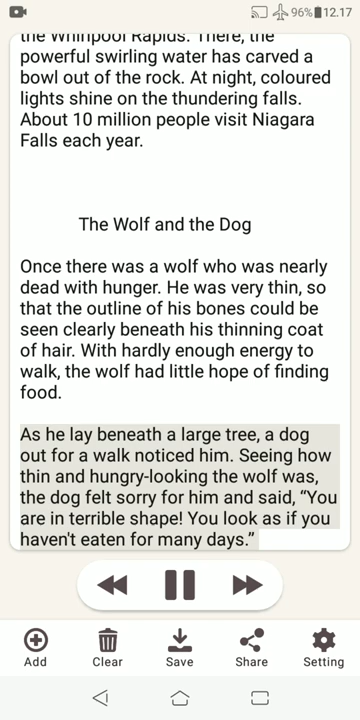 96% 12.17
the Whirlpool Rapids. There, the
powerful swirling water has carved a
bowl out of the rock. At night, coloured
lights shine on the thundering falls.
About 10 million people visit Niagara
Falls each year.
The Wolf and the Dog
Once there was a wolf who was nearly
dead with hunger. He was very thin, so
that the outline of his bones could be
seen clearly beneath his thinning coat
of hair. With hardly enough energy to
walk, the wolf had little hope of finding
food.
As he lay beneath a large tree, a dog
out for a walk noticed him. Seeing how
thin and hungry-looking the wolf was,
the dog felt sorry for him and said, “You
are in terrible shape! You look as if you
haven't eaten for many days.”
Add Clear Save Share Setting